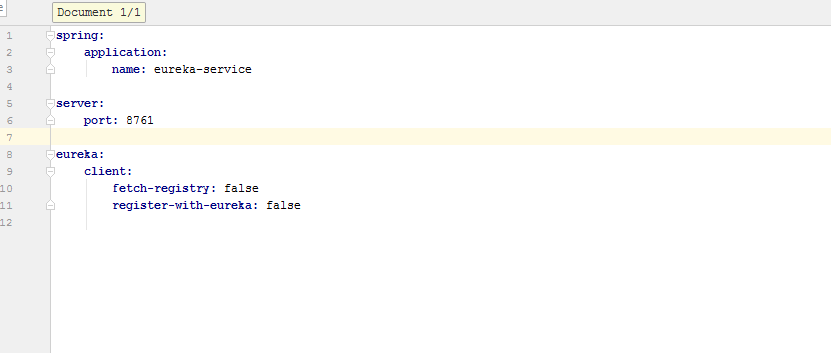 Document 1/1
1 spring:
2 application:
3 name: eureka-service
4
5 server:
6 port: 8761
7
8 eureka:
9 client:
10 fetch-registry: false
11 register-with-eureka: false
12